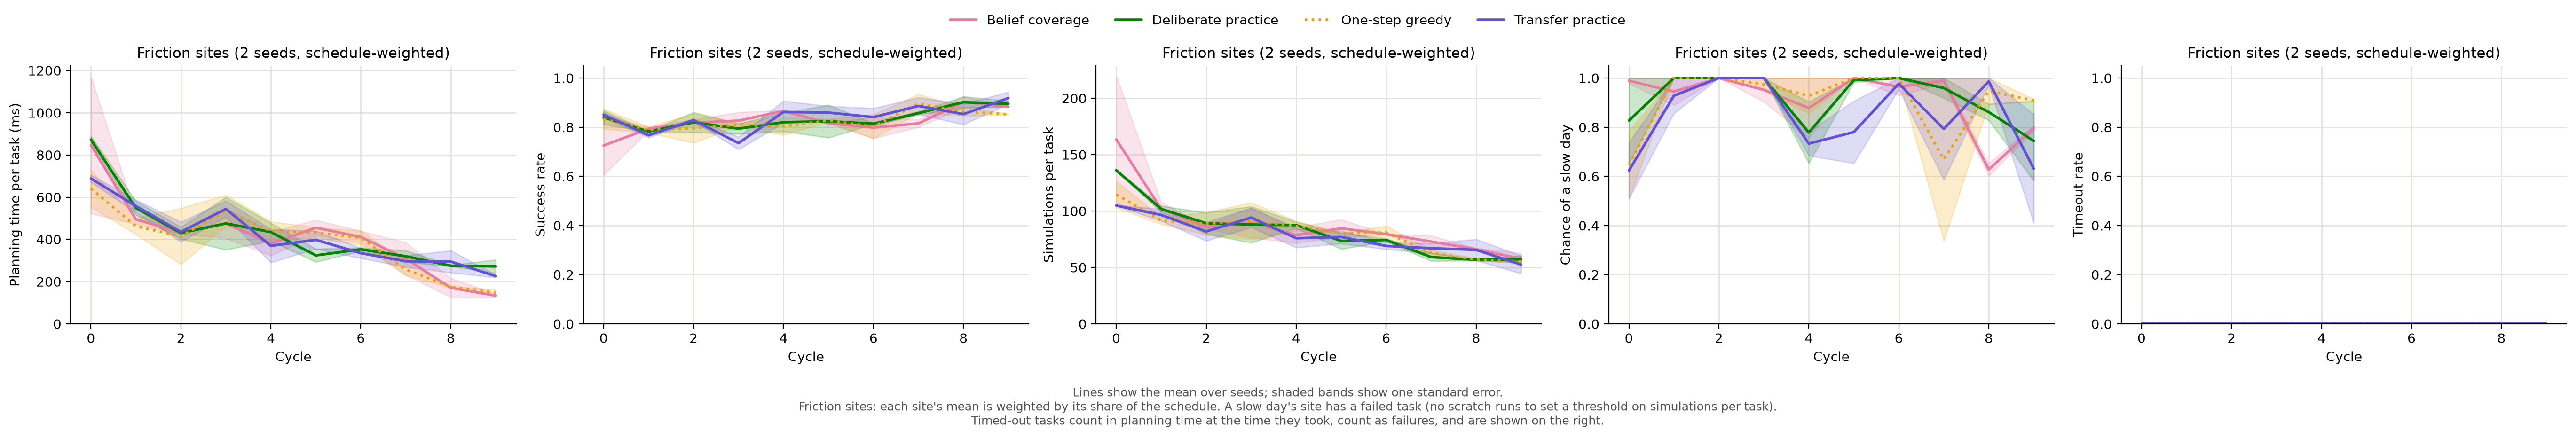 Belief coverage
Deliberate practice
One-step greedy
Transfer practice
Friction sites (2 seeds, schedule-weighted)
Planning time per task (ms)
1200
1000
800
600
400
200
0
0 2 4 6 8
Cycle
Friction sites (2 seeds, schedule-weighted)
Success rate
1.0
0.8
0.6
0.4
0.2
0.0
0 2 4 6 8
Cycle
Friction sites (2 seeds, schedule-weighted)
Simulations per task
200
150
100
50
0
0 2 4 6 8
Cycle
Friction sites (2 seeds, schedule-weighted)
Chance of a slow day
1.0
0.8
0.6
0.4
0.2
0.0
0 2 4 6 8
Cycle
Friction sites (2 seeds, schedule-weighted)
Timeout rate
1.0
0.8
0.6
0.4
0.2
0.0
0 2 4 6 8
Cycle
Lines show the mean over seeds; shaded bands show one standard error.
Friction sites: each site's mean is weighted by its share of the schedule. A slow day's site has a failed task (no scratch runs to set a threshold on simulations per task).
Timed-out tasks count in planning time at the time they took, count as failures, and are shown on the right.